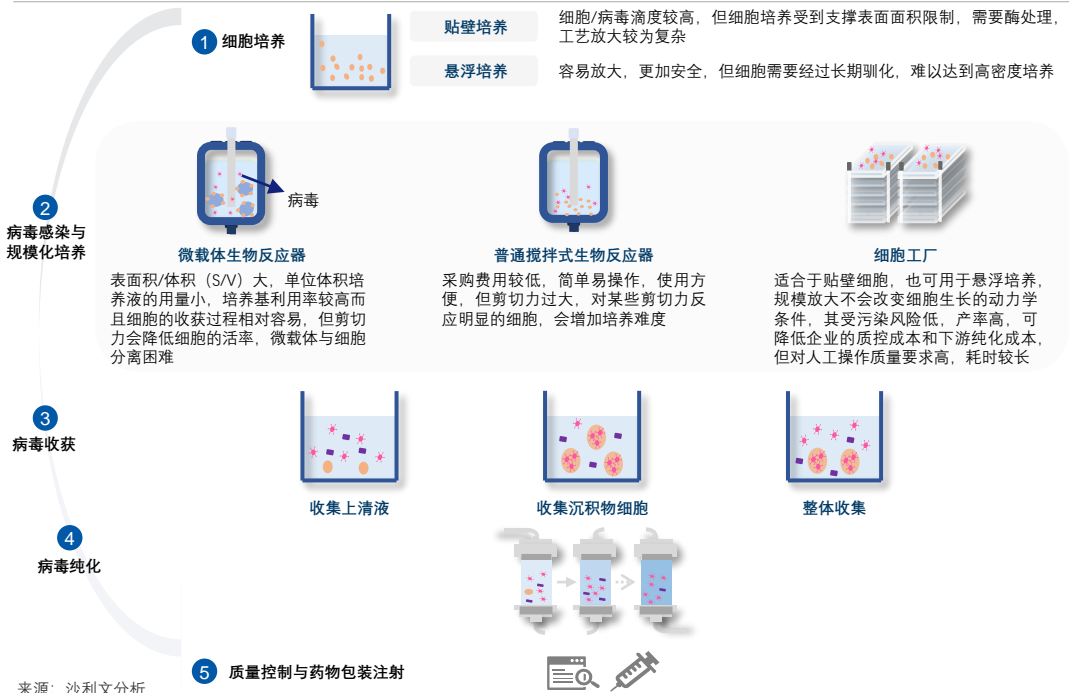 1 细胞培养
贴壁培养
细胞/病毒滴度较高，但细胞培养受到支撑表面面积限制，需要酶处理，
工艺放大较为复杂
悬浮培养
容易放大，更加安全，但细胞需要经过长期驯化，难以达到高密度培养
2
病毒感染与
规模化培养
病毒
微载体生物反应器
表面积/体积（S/V）大，单位体积培
养液的用量小，培养基利用率较高而
且细胞的收获过程相对容易，但剪切
力会降低细胞的活率，微载体与细胞
分离困难
普通搅拌式生物反应器
采购费用较低，简单易操作，使用方
便，但剪切力过大，对某些剪切力反
应明显的细胞，会增加培养难度
细胞工厂
适合于贴壁细胞，也可用于悬浮培养，
规模放大不会改变细胞生长的动力学
条件，其受污染风险低，产率高，可
降低企业的质控成本和下游纯化成本，
但对人工操作质量要求高，耗时较长
3
病毒收获
收集上清液
收集沉积物细胞
整体收集
4
病毒纯化
5 质量控制与药物包装注射
来源：沙利文分析